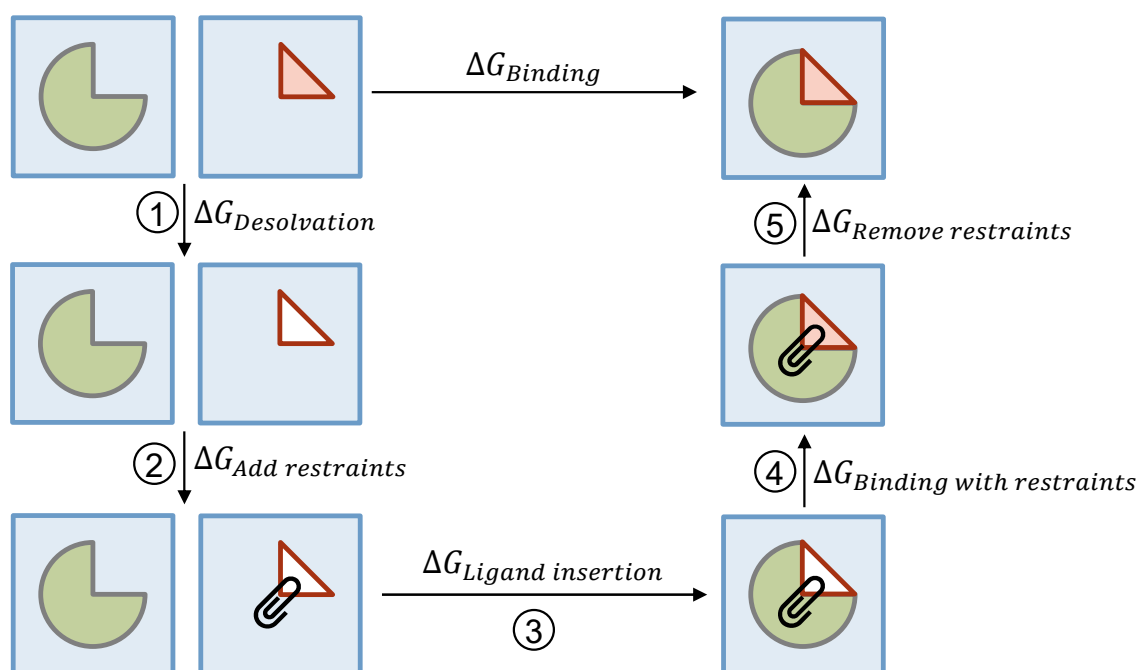 ΔG_Binding
① ΔG_Desolvation
⑤ ΔG_Remove restraints
② ΔG_Add restraints
④ ΔG_Binding with restraints
ΔG_Ligand insertion
③